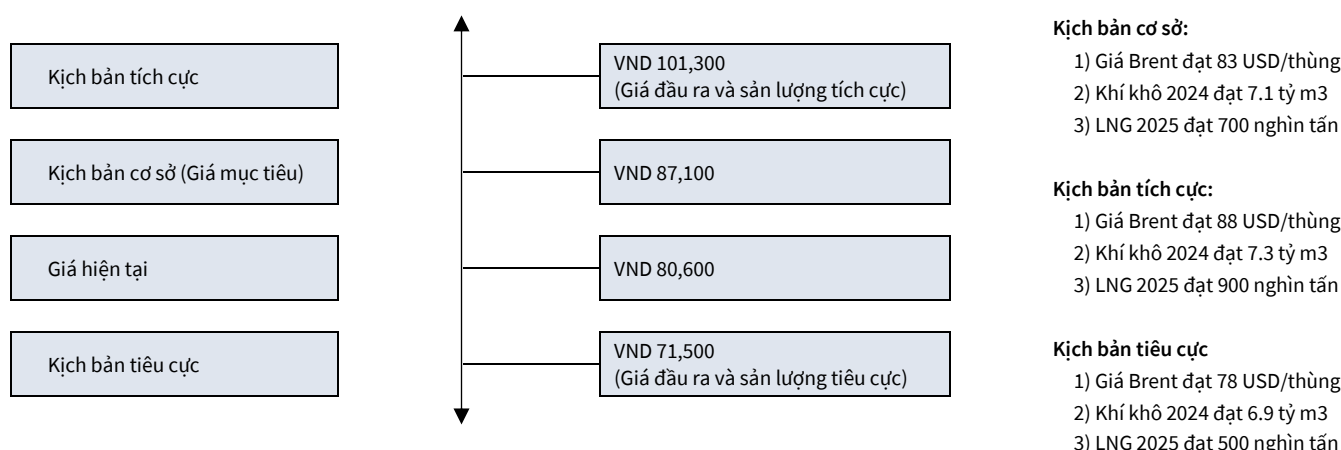 Kịch bản tích cực
VND 101,300
(Giá đầu ra và sản lượng tích cực)
Kịch bản cơ sở (Giá mục tiêu)
VND 87,100
Giá hiện tại
VND 80,600
Kịch bản tiêu cực
VND 71,500
(Giá đầu ra và sản lượng tiêu cực)
Kịch bản cơ sở:
1) Giá Brent đạt 83 USD/thùng
2) Khí khô 2024 đạt 7.1 tỷ m3
3) LNG 2025 đạt 700 nghìn tấn
Kịch bản tích cực:
1) Giá Brent đạt 88 USD/thùng
2) Khí khô 2024 đạt 7.3 tỷ m3
3) LNG 2025 đạt 900 nghìn tấn
Kịch bản tiêu cực
1) Giá Brent đạt 78 USD/thùng
2) Khí khô 2024 đạt 6.9 tỷ m3
3) LNG 2025 đạt 500 nghìn tấn